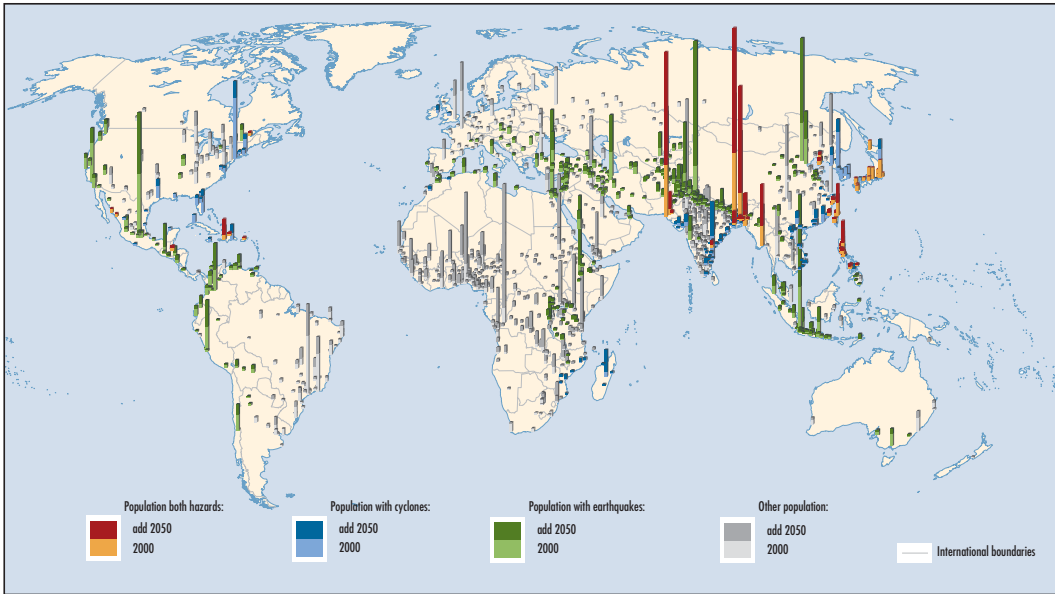 Population both hazards:
add 2050
2000
Population with cyclones:
add 2050
2000
Population with earthquakes:
add 2050
2000
Other population:
add 2050
2000
International boundaries